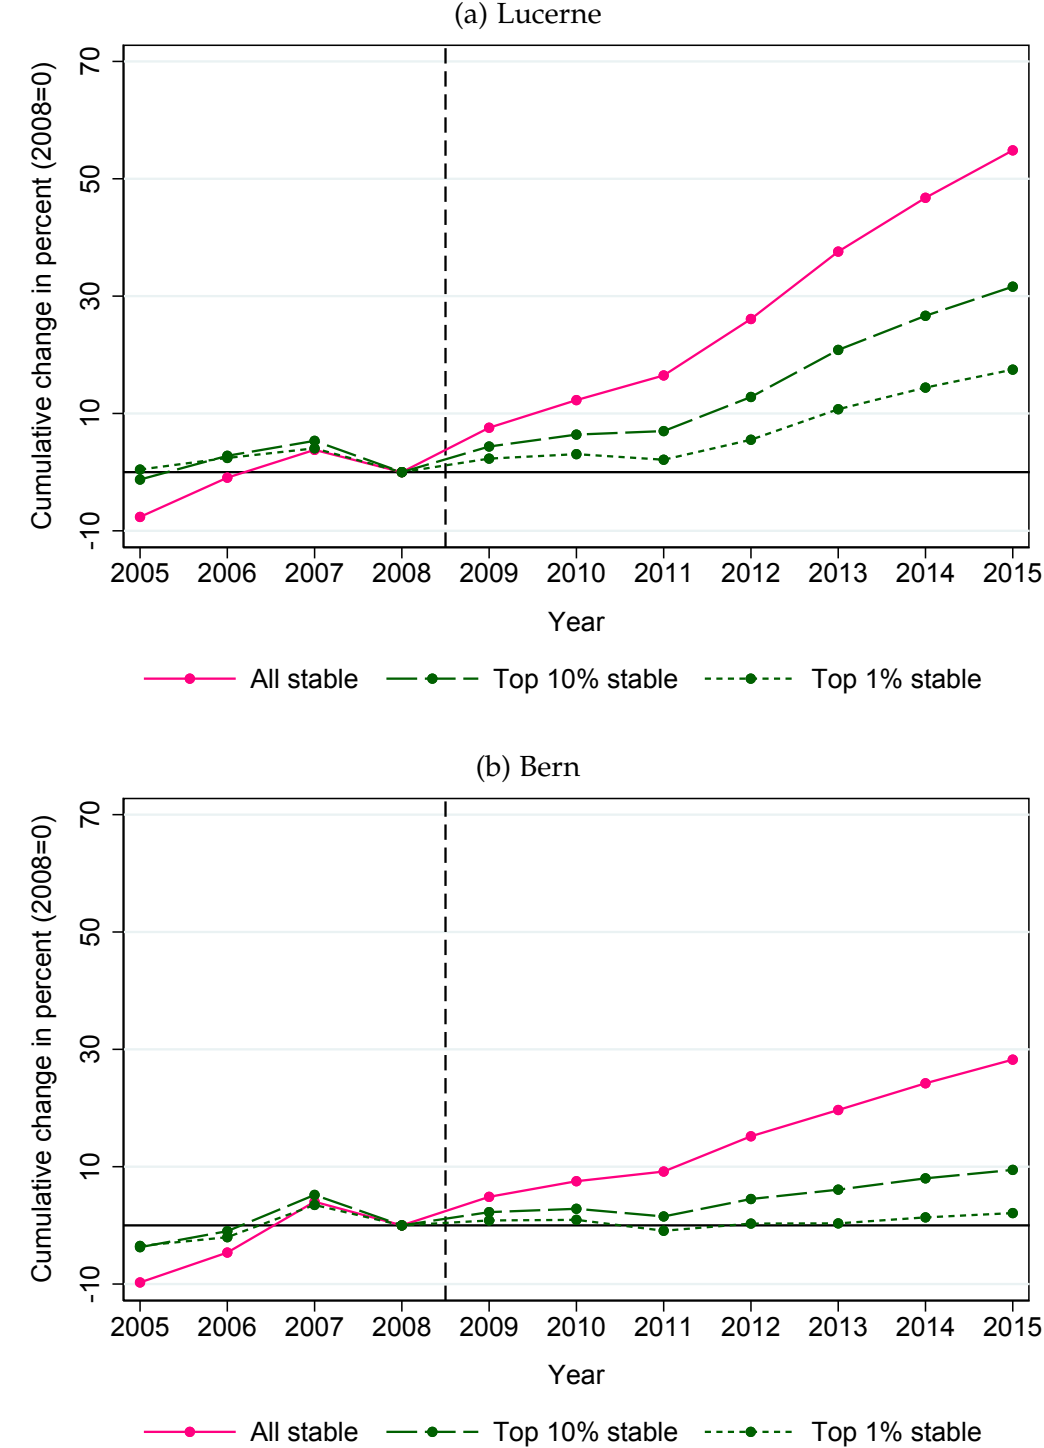 (a) Lucerne
Cumulative change in percent (2008=0)
70
50
30
10
-10
2005 2006 2007 2008 2009 2010 2011 2012 2013 2014 2015
Year
All stable Top 10% stable Top 1% stable
(b) Bern
Cumulative change in percent (2008=0)
70
50
30
10
-10
2005 2006 2007 2008 2009 2010 2011 2012 2013 2014 2015
Year
All stable Top 10% stable Top 1% stable